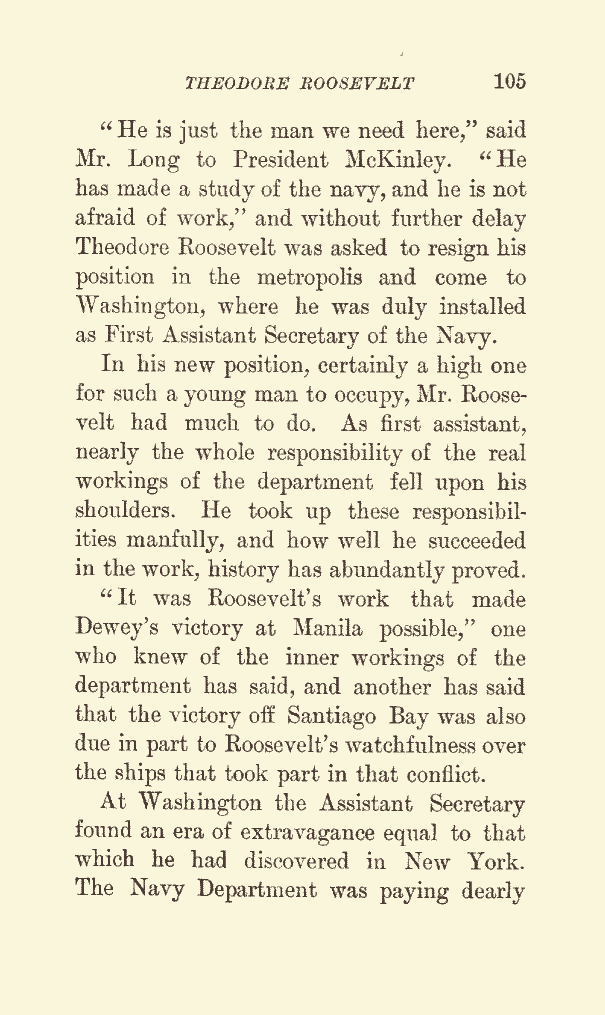 THEODORE ROOSEVELT 105
“He is just the man we need here,” said
Mr. Long to President McKinley. “He
has made a study of the navy, and he is not
afraid of work,” and without further delay
Theodore Roosevelt was asked to resign his
position in the metropolis and come to
Washington, where he was duly installed
as First Assistant Secretary of the Navy.
In his new position, certainly a high one
for such a young man to occupy, Mr. Roose-
velt had much to do. As first assistant,
nearly the whole responsibility of the real
workings of the department fell upon his
shoulders. He took up these responsibil-
ities manfully, and how well he succeeded
in the work, history has abundantly proved.
“It was Roosevelt’s work that made
Dewey’s victory at Manila possible,” one
who knew of the inner workings of the
department has said, and another has said
that the victory off Santiago Bay was also
due in part to Roosevelt’s watchfulness over
the ships that took part in that conflict.
At Washington the Assistant Secretary
found an era of extravagance equal to that
which he had discovered in New York.
The Navy Department was paying dearly